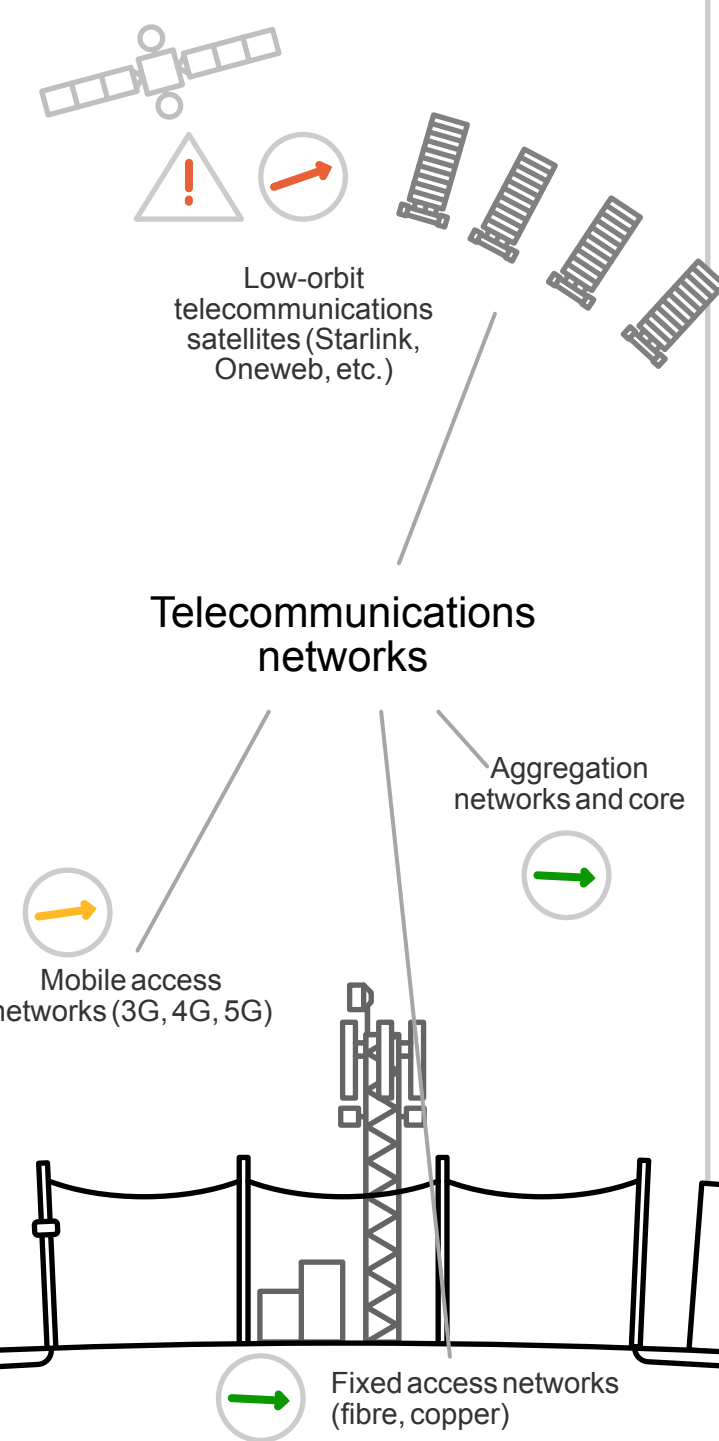 Low-orbit
telecommunications
satellites (Starlink,
Oneweb, etc.)
Telecommunications
networks
Aggregation
networks and core
Mobile access
networks (3G, 4G, 5G)
Fixed access networks
(fibre, copper)